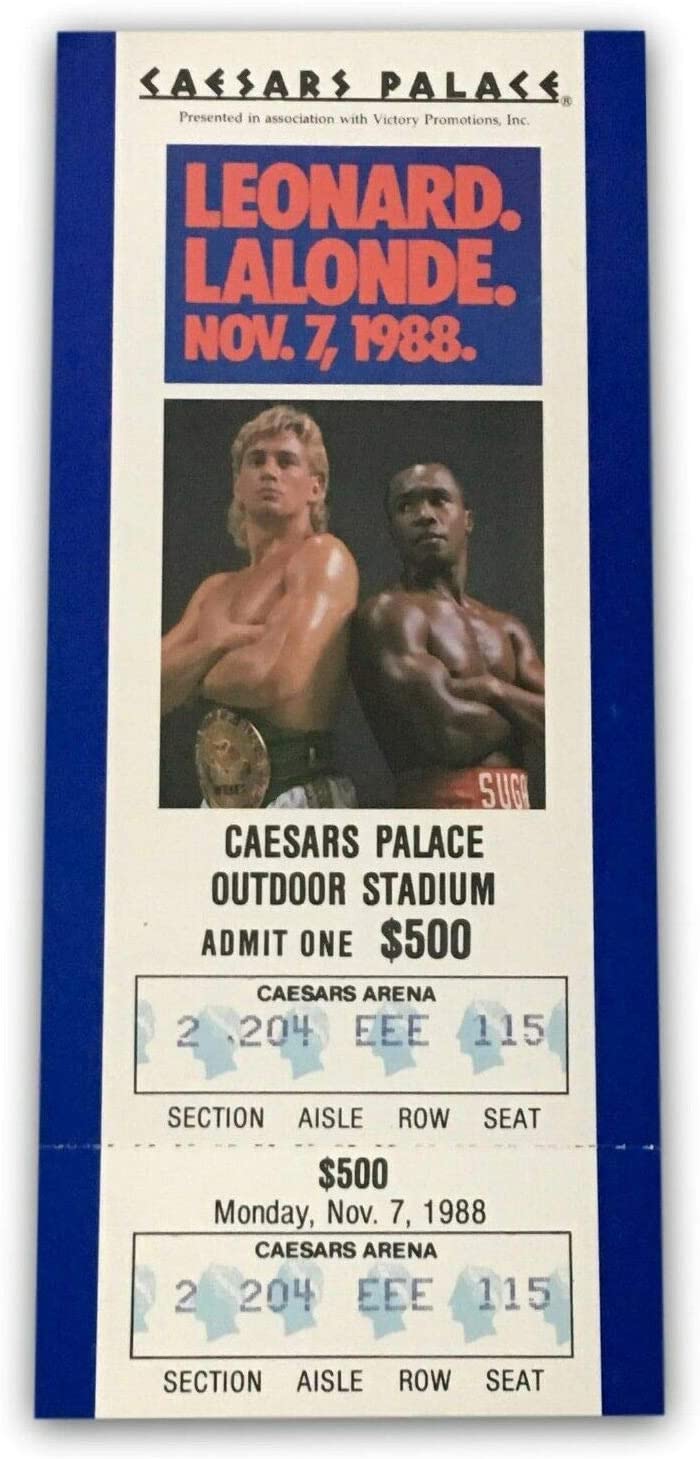 CAESARS PALACE®
Presented in association with Victory Promotions, Inc.
LEONARD.
LALONDE.
NOV. 7, 1988.
SUGA
CAESARS PALACE
OUTDOOR STADIUM
ADMIT ONE $500
CAESARS ARENA
2 204 EEE 115
SECTION AISLE ROW SEAT
$500
Monday, Nov. 7, 1988
CAESARS ARENA
2 204 EEE 115
SECTION AISLE ROW SEAT